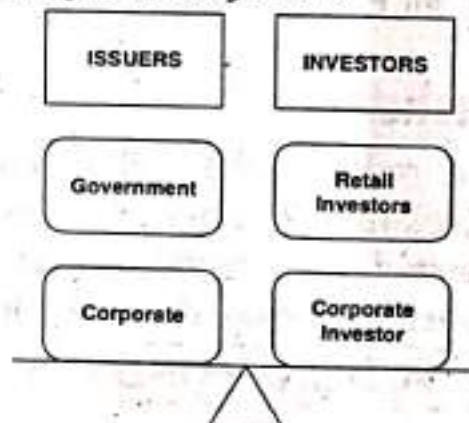 ISSUERS
INVESTORS
Government
Retail
Investors
Corporate
Corporate
Investor